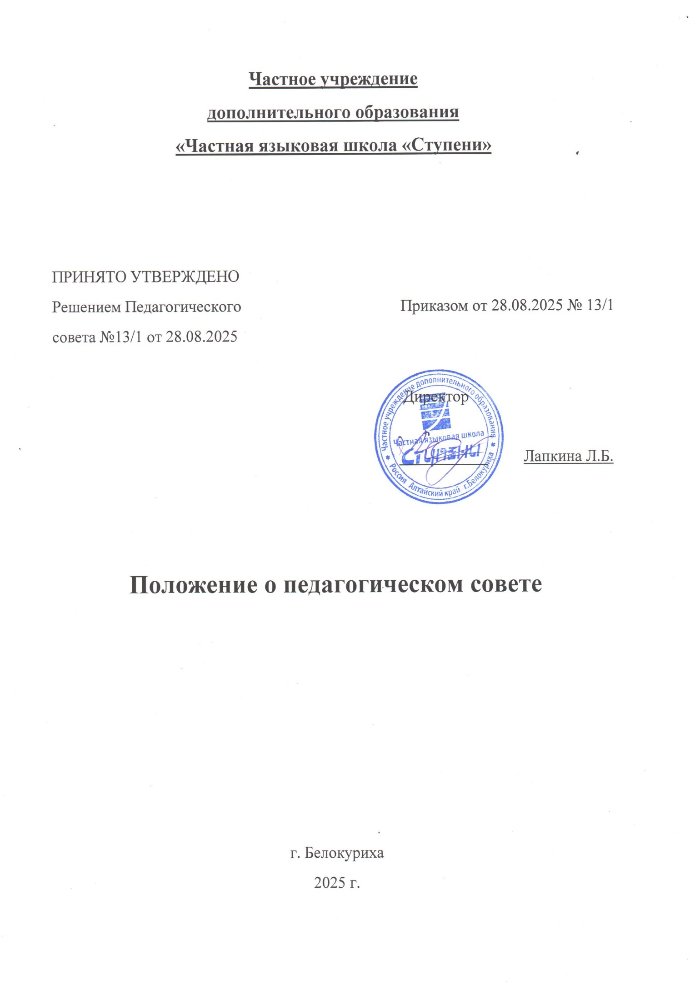 Частное учреждение
дополнительного образования
«Частная языковая школа «Ступени»
ПРИНЯТО УТВЕРЖДЕНО
Решением Педагогического
Приказом от 28.08.2025 № 13/1
совета №13/1 от 28.08.2025
Директор
Частное учреждение дополнительного образования
Частная языковая школа
Ступени
Россия Алтайский край г.Белокуриха
Лапкина Л.Б.
Положение о педагогическом совете
г. Белокуриха
2025 г.